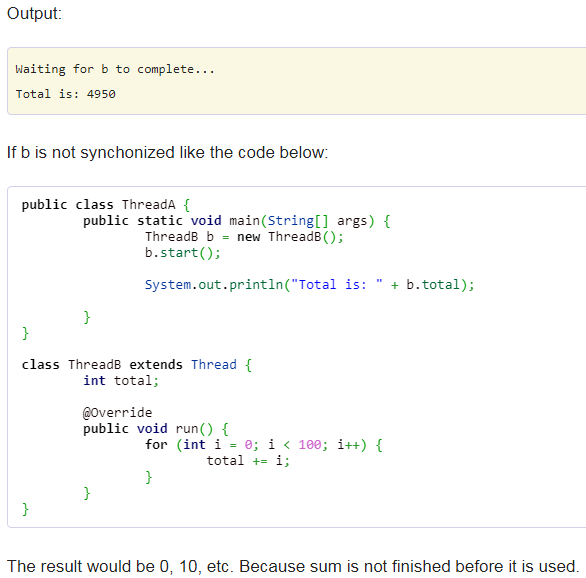 Output:
Waiting for b to complete...
Total is: 4950
If b is not synchonized like the code below:
public class ThreadA {
public static void main(String[] args) {
ThreadB b = new ThreadB();
b.start();
System.out.println("Total is: " + b.total);
}
}
class ThreadB extends Thread {
int total;
@Override
public void run() {
for (int i = 0; i < 100; i++) {
total += i;
}
}
}
The result would be 0, 10, etc. Because sum is not finished before it is used.